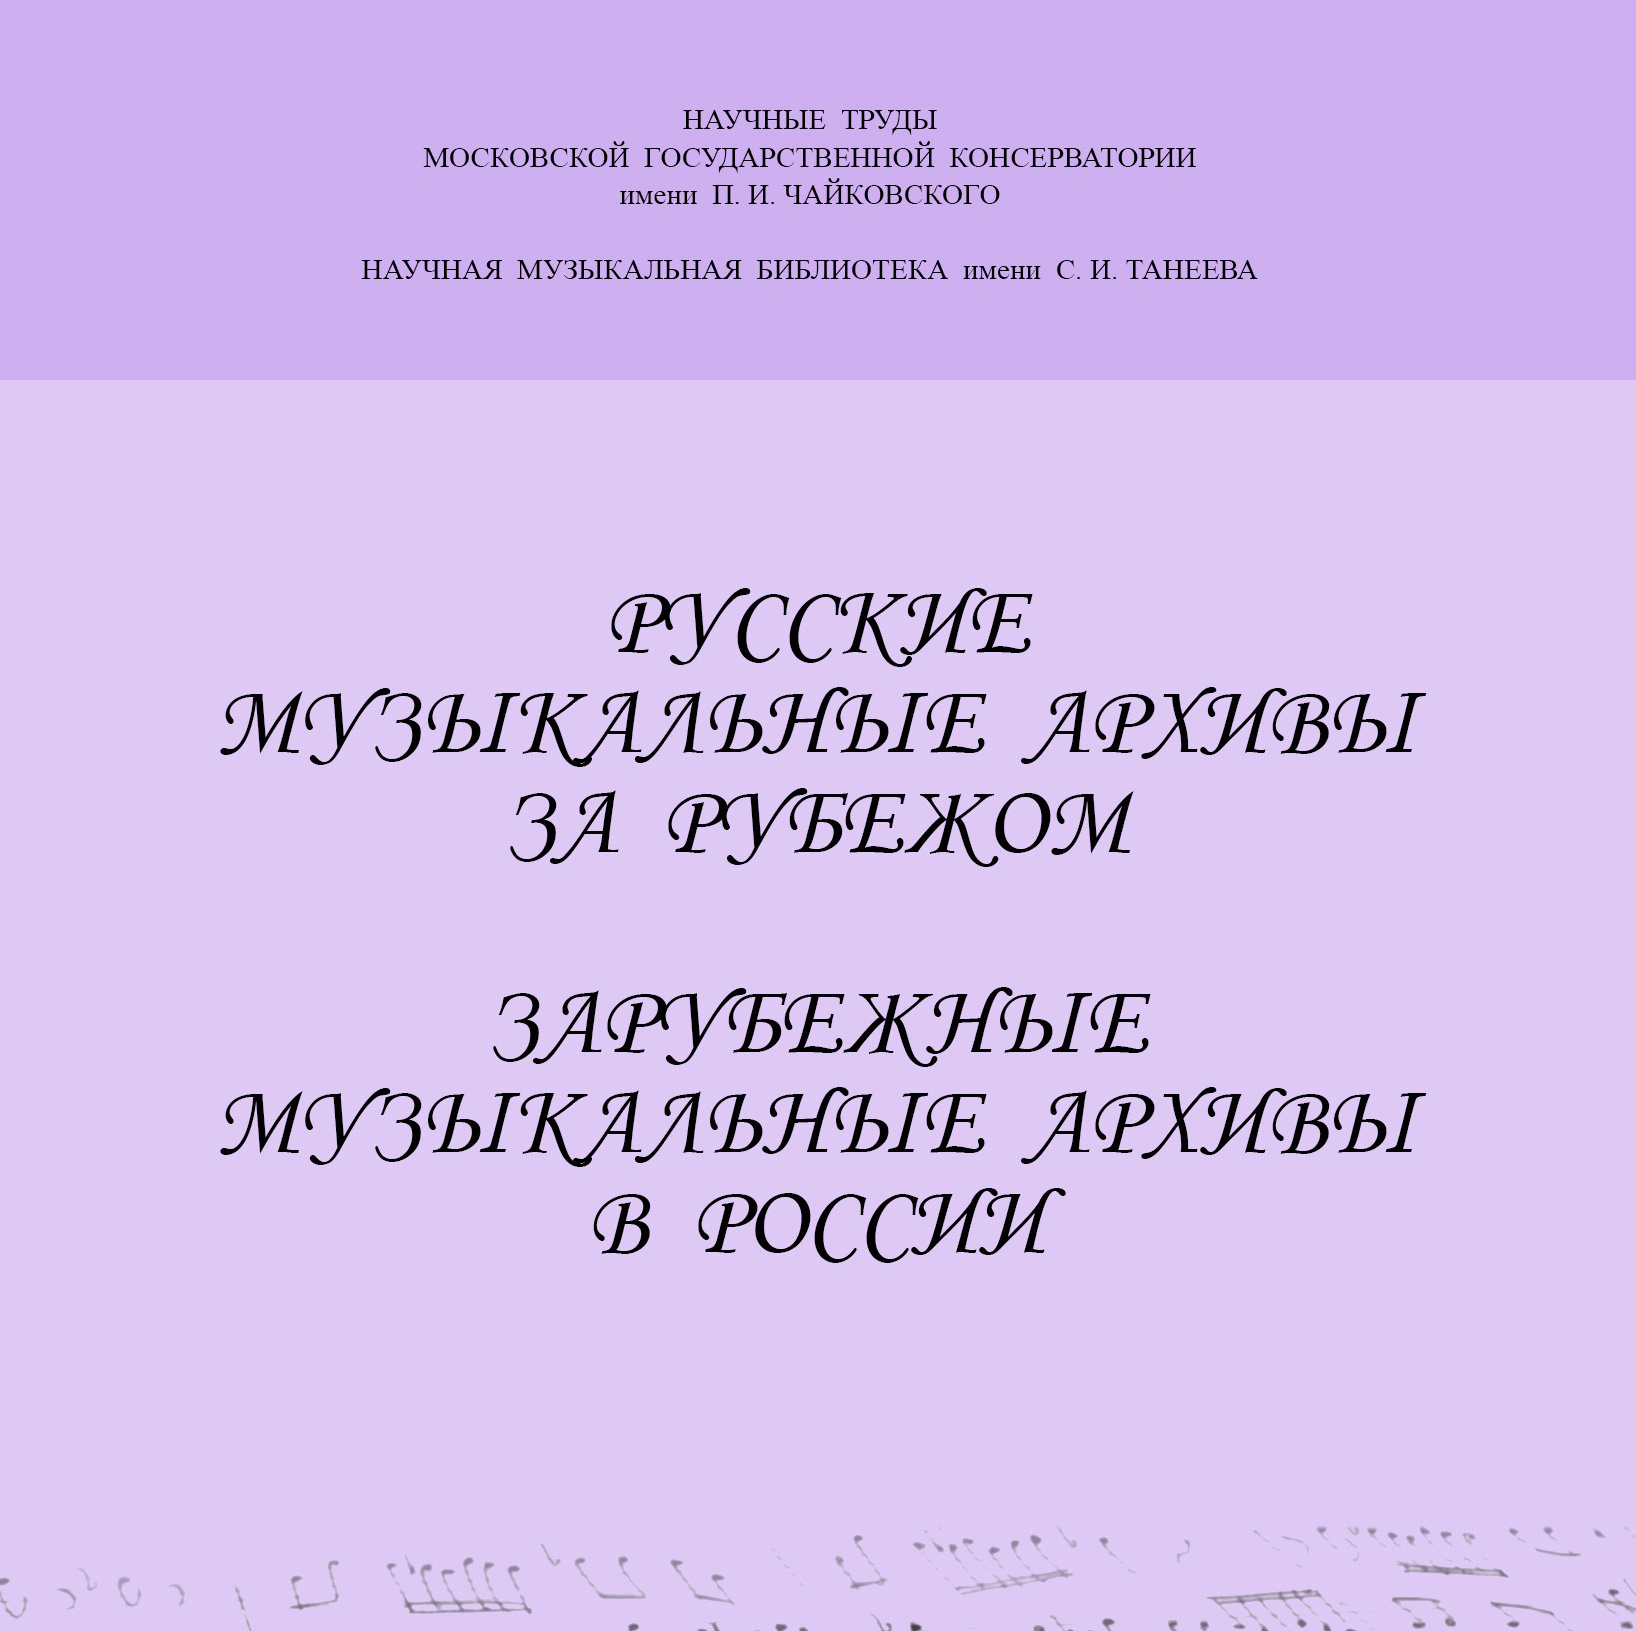 НАУЧНЫЕ ТРУДЫ
МОСКОВСКОЙ ГОСУДАРСТВЕННОЙ КОНСЕРВАТОРИИ
имени П. И. ЧАЙКОВСКОГО
НАУЧНАЯ МУЗЫКАЛЬНАЯ БИБЛИОТЕКА имени С. И. ТАНЕЕВА
РУССКИЕ
МУЗЫКАЛЬНЫЕ АРХИВЫ
ЗА РУБЕЖОМ
ЗАРУБЕЖНЫЕ
МУЗЫКАЛЬНЫЕ АРХИВЫ
В РОССИИ